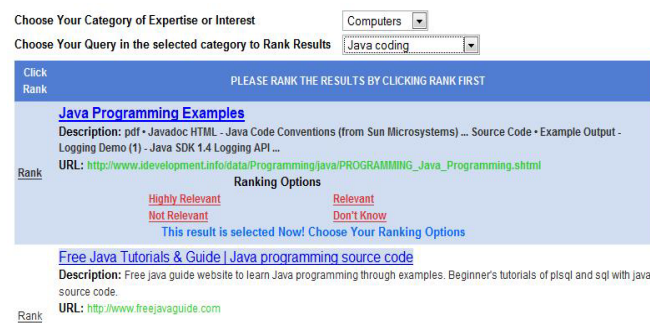 Choose Your Category of Expertise or Interest Computers
Choose Your Query in the selected category to Rank Results Java coding
Click Rank PLEASE RANK THE RESULTS BY CLICKING RANK FIRST
Java Programming Examples
Description: pdf • Javadoc HTML - Java Code Conventions (from Sun Microsystems) ... Source Code • Example Output -
Logging Demo (1) - Java SDK 1.4 Logging API ...
URL: http://www.idevelopment.info/data/Programming/java/PROGRAMMING_Java_Programming.shtml
Rank
Ranking Options
Highly Relevant Relevant
Not Relevant Don't Know
This result is selected Now! Choose Your Ranking Options
Free Java Tutorials & Guide | Java programming source code
Description: Free java guide website to learn Java programming through examples. Beginner's tutorials of plsql and sql with java
source code.
URL: http://www.freejavaguide.com
Rank